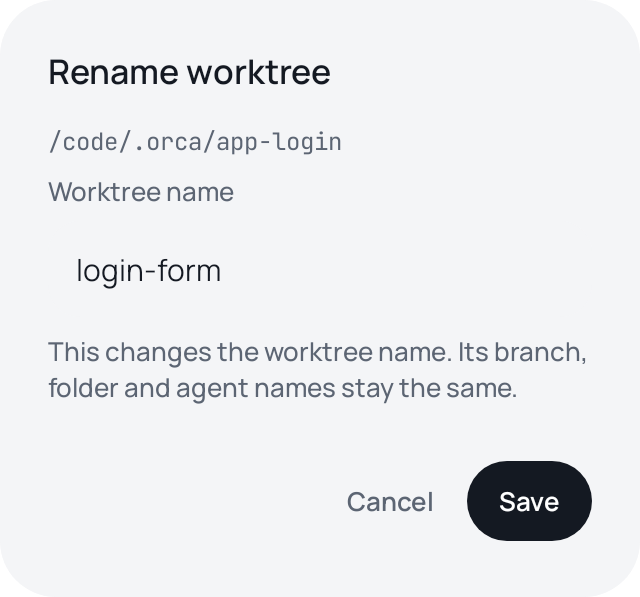 Rename worktree
/code/.orca/app-login
Worktree name
login-form
This changes the worktree name. Its branch,
folder and agent names stay the same.
Cancel Save